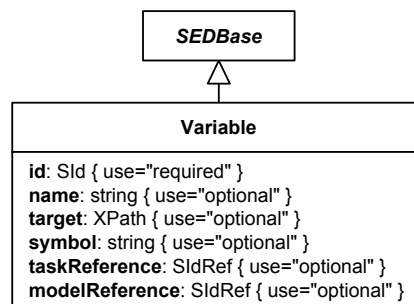 SEDBase
Variable
id: SId { use="required" }
name: string { use="optional" }
target: XPath { use="optional" }
symbol: string { use="optional" }
taskReference: SIdRef { use="optional" }
modelReference: SIdRef { use="optional" }